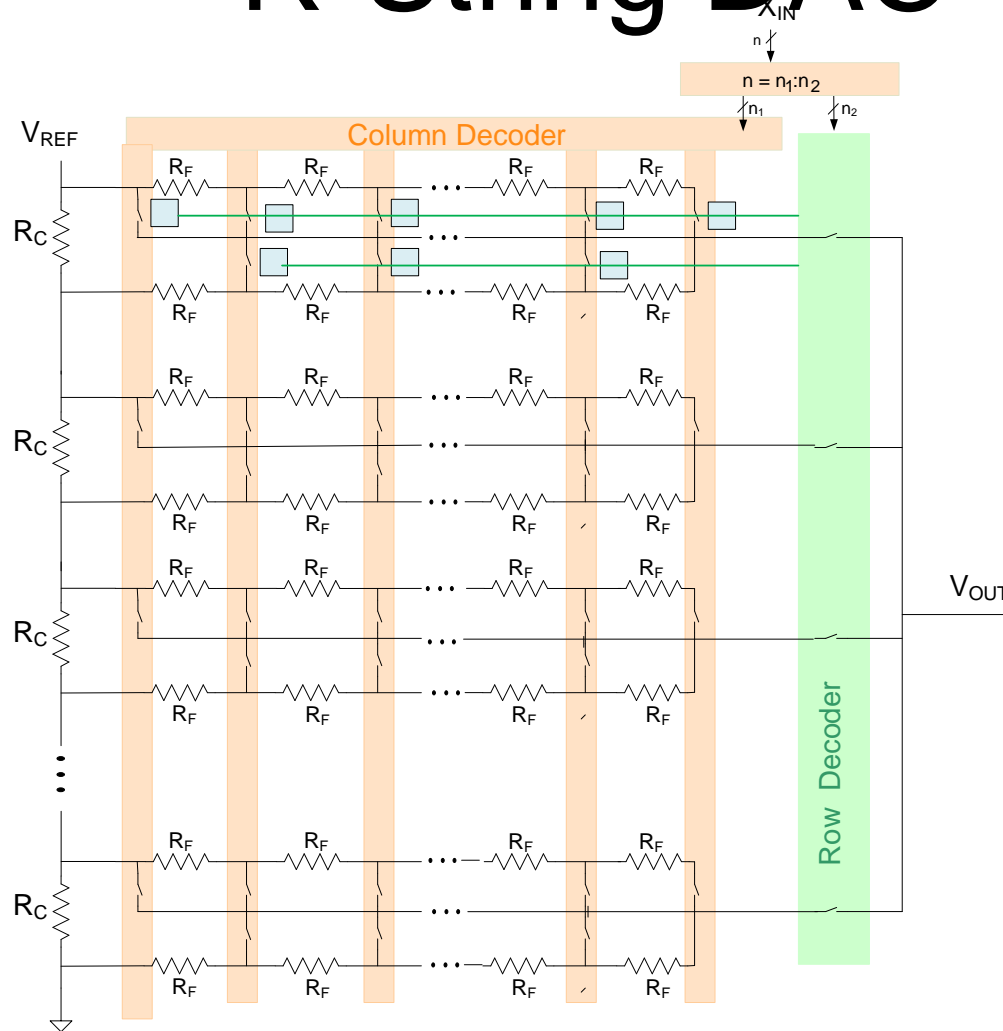 R-String DAC
X_IN
n
n = n₁:n₂
n₁ n₂
V_REF
Column Decoder
R_F R_F R_F R_F
R_C
R_F R_F R_F R_F
R_F R_F R_F R_F
R_C
R_F R_F R_F R_F
R_F R_F R_F R_F
V_OUT
R_C
R_F R_F R_F R_F
Row Decoder
R_F R_F R_F R_F
R_C
R_F R_F R_F R_F